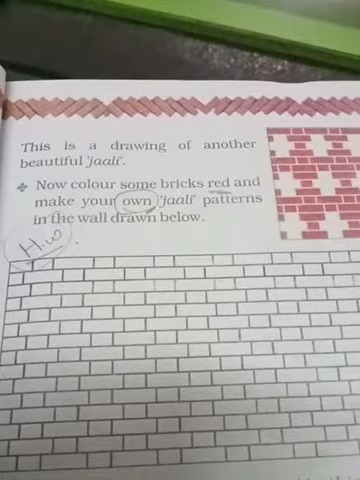 This is a drawing of another
beautiful 'jaali'.
❖ Now colour some bricks red and
make your own 'jaali' patterns
in the wall drawn below.
H.W